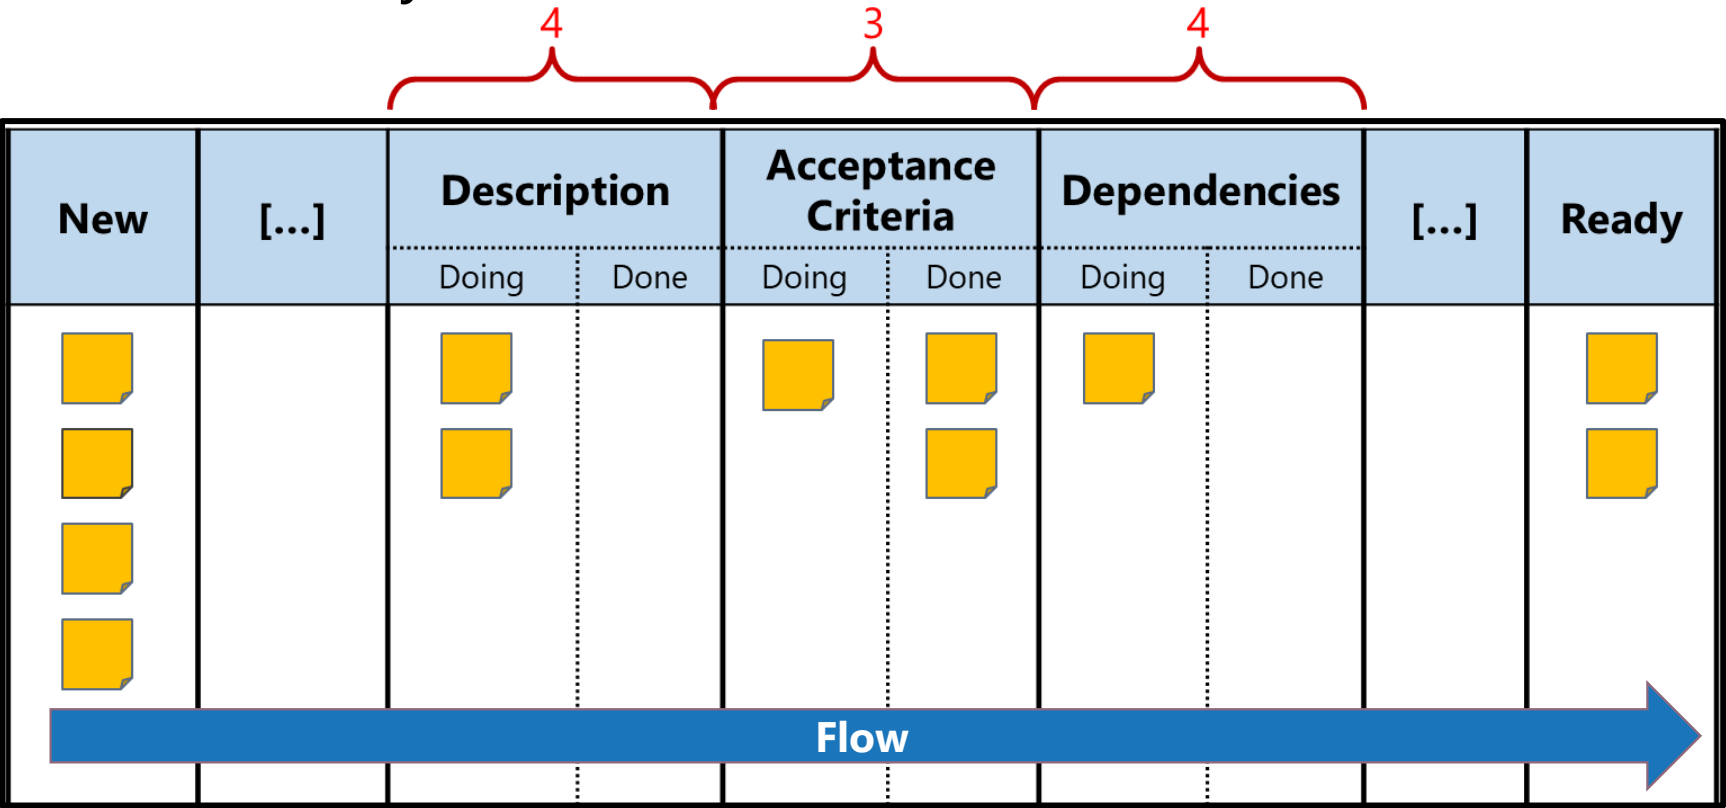 4 3 4
New [...] Description Acceptance Criteria Dependencies [...] Ready
Doing Done Doing Done Doing Done
Flow